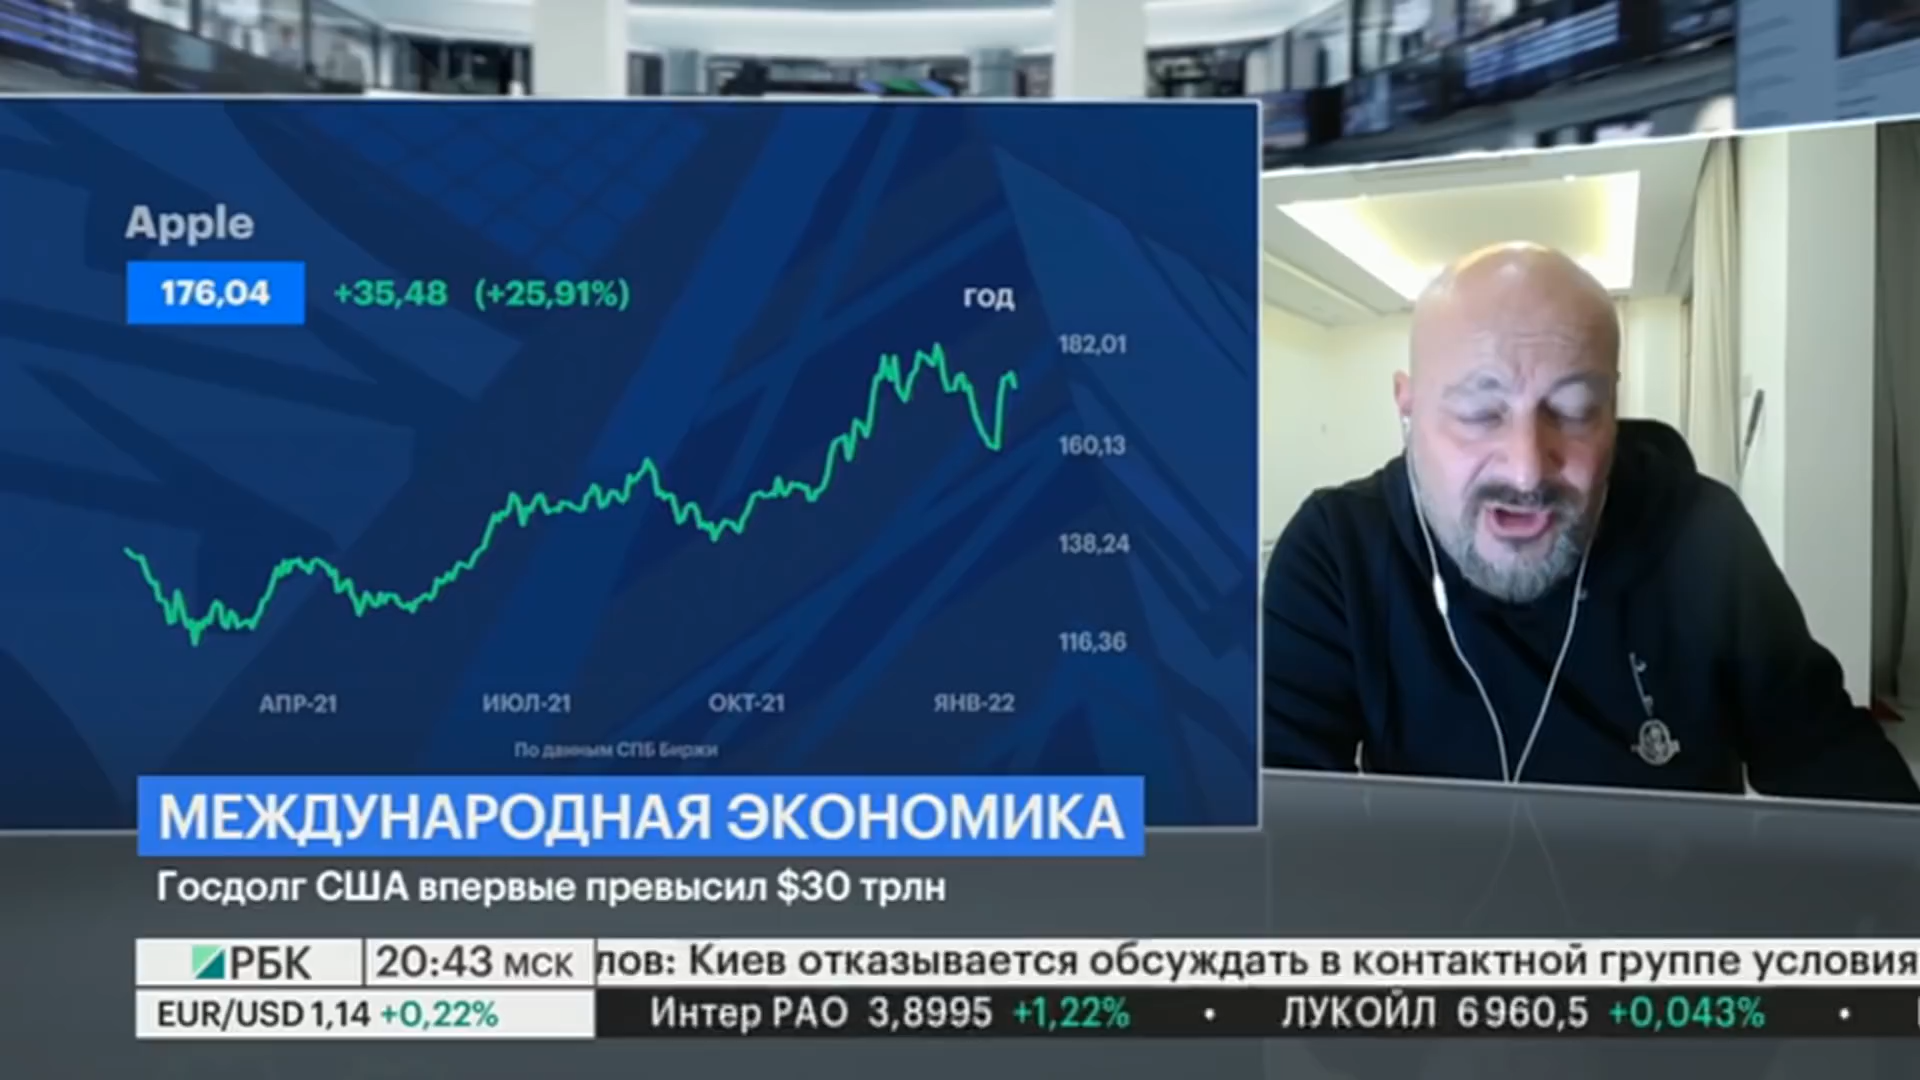 Apple
176,04 +35,48 (+25,91%) год
182,01
160,13
138,24
116,36
АПР-21 ИЮЛ-21 ОКТ-21 ЯНВ-22
По данным СПБ Биржи
МЕЖДУНАРОДНАЯ ЭКОНОМИКА
Госдолг США впервые превысил $30 трлн
РБК 20:43 МСК лов: Киев отказывается обсуждать в контактной группе условия
EUR/USD 1,14 +0,22% Интер РАО 3,8995 +1,22% • ЛУКОЙЛ 6 960,5 +0,043% •